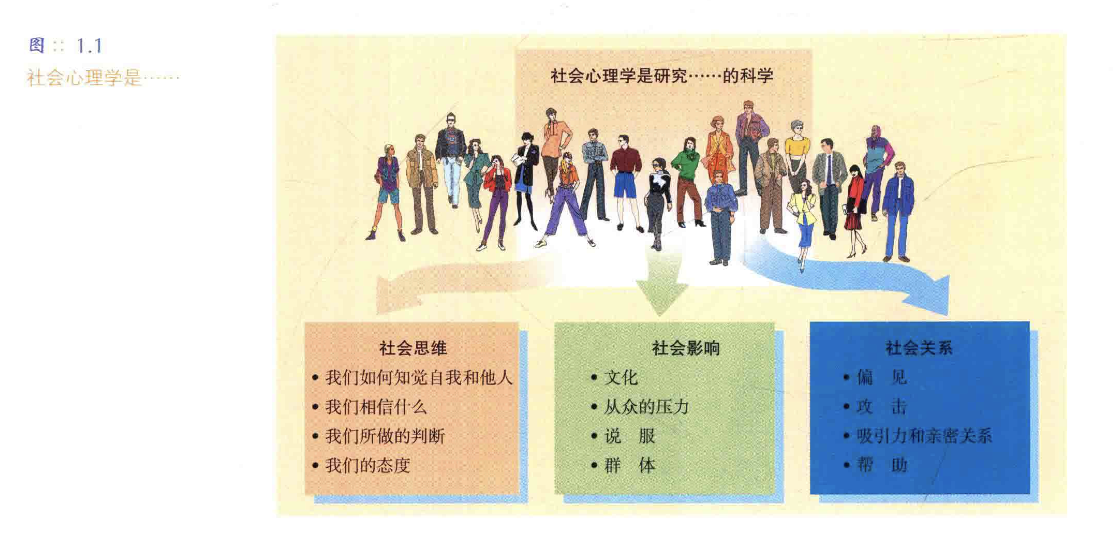 图 :: 1.1
社会心理学是……
社会心理学是研究……的科学
社会思维
• 我们如何知觉自我和他人
• 我们相信什么
• 我们所做的判断
• 我们的态度
社会影响
• 文化
• 从众的压力
• 说 服
• 群 体
社会关系
• 偏 见
• 攻 击
• 吸引力和亲密关系
• 帮 助